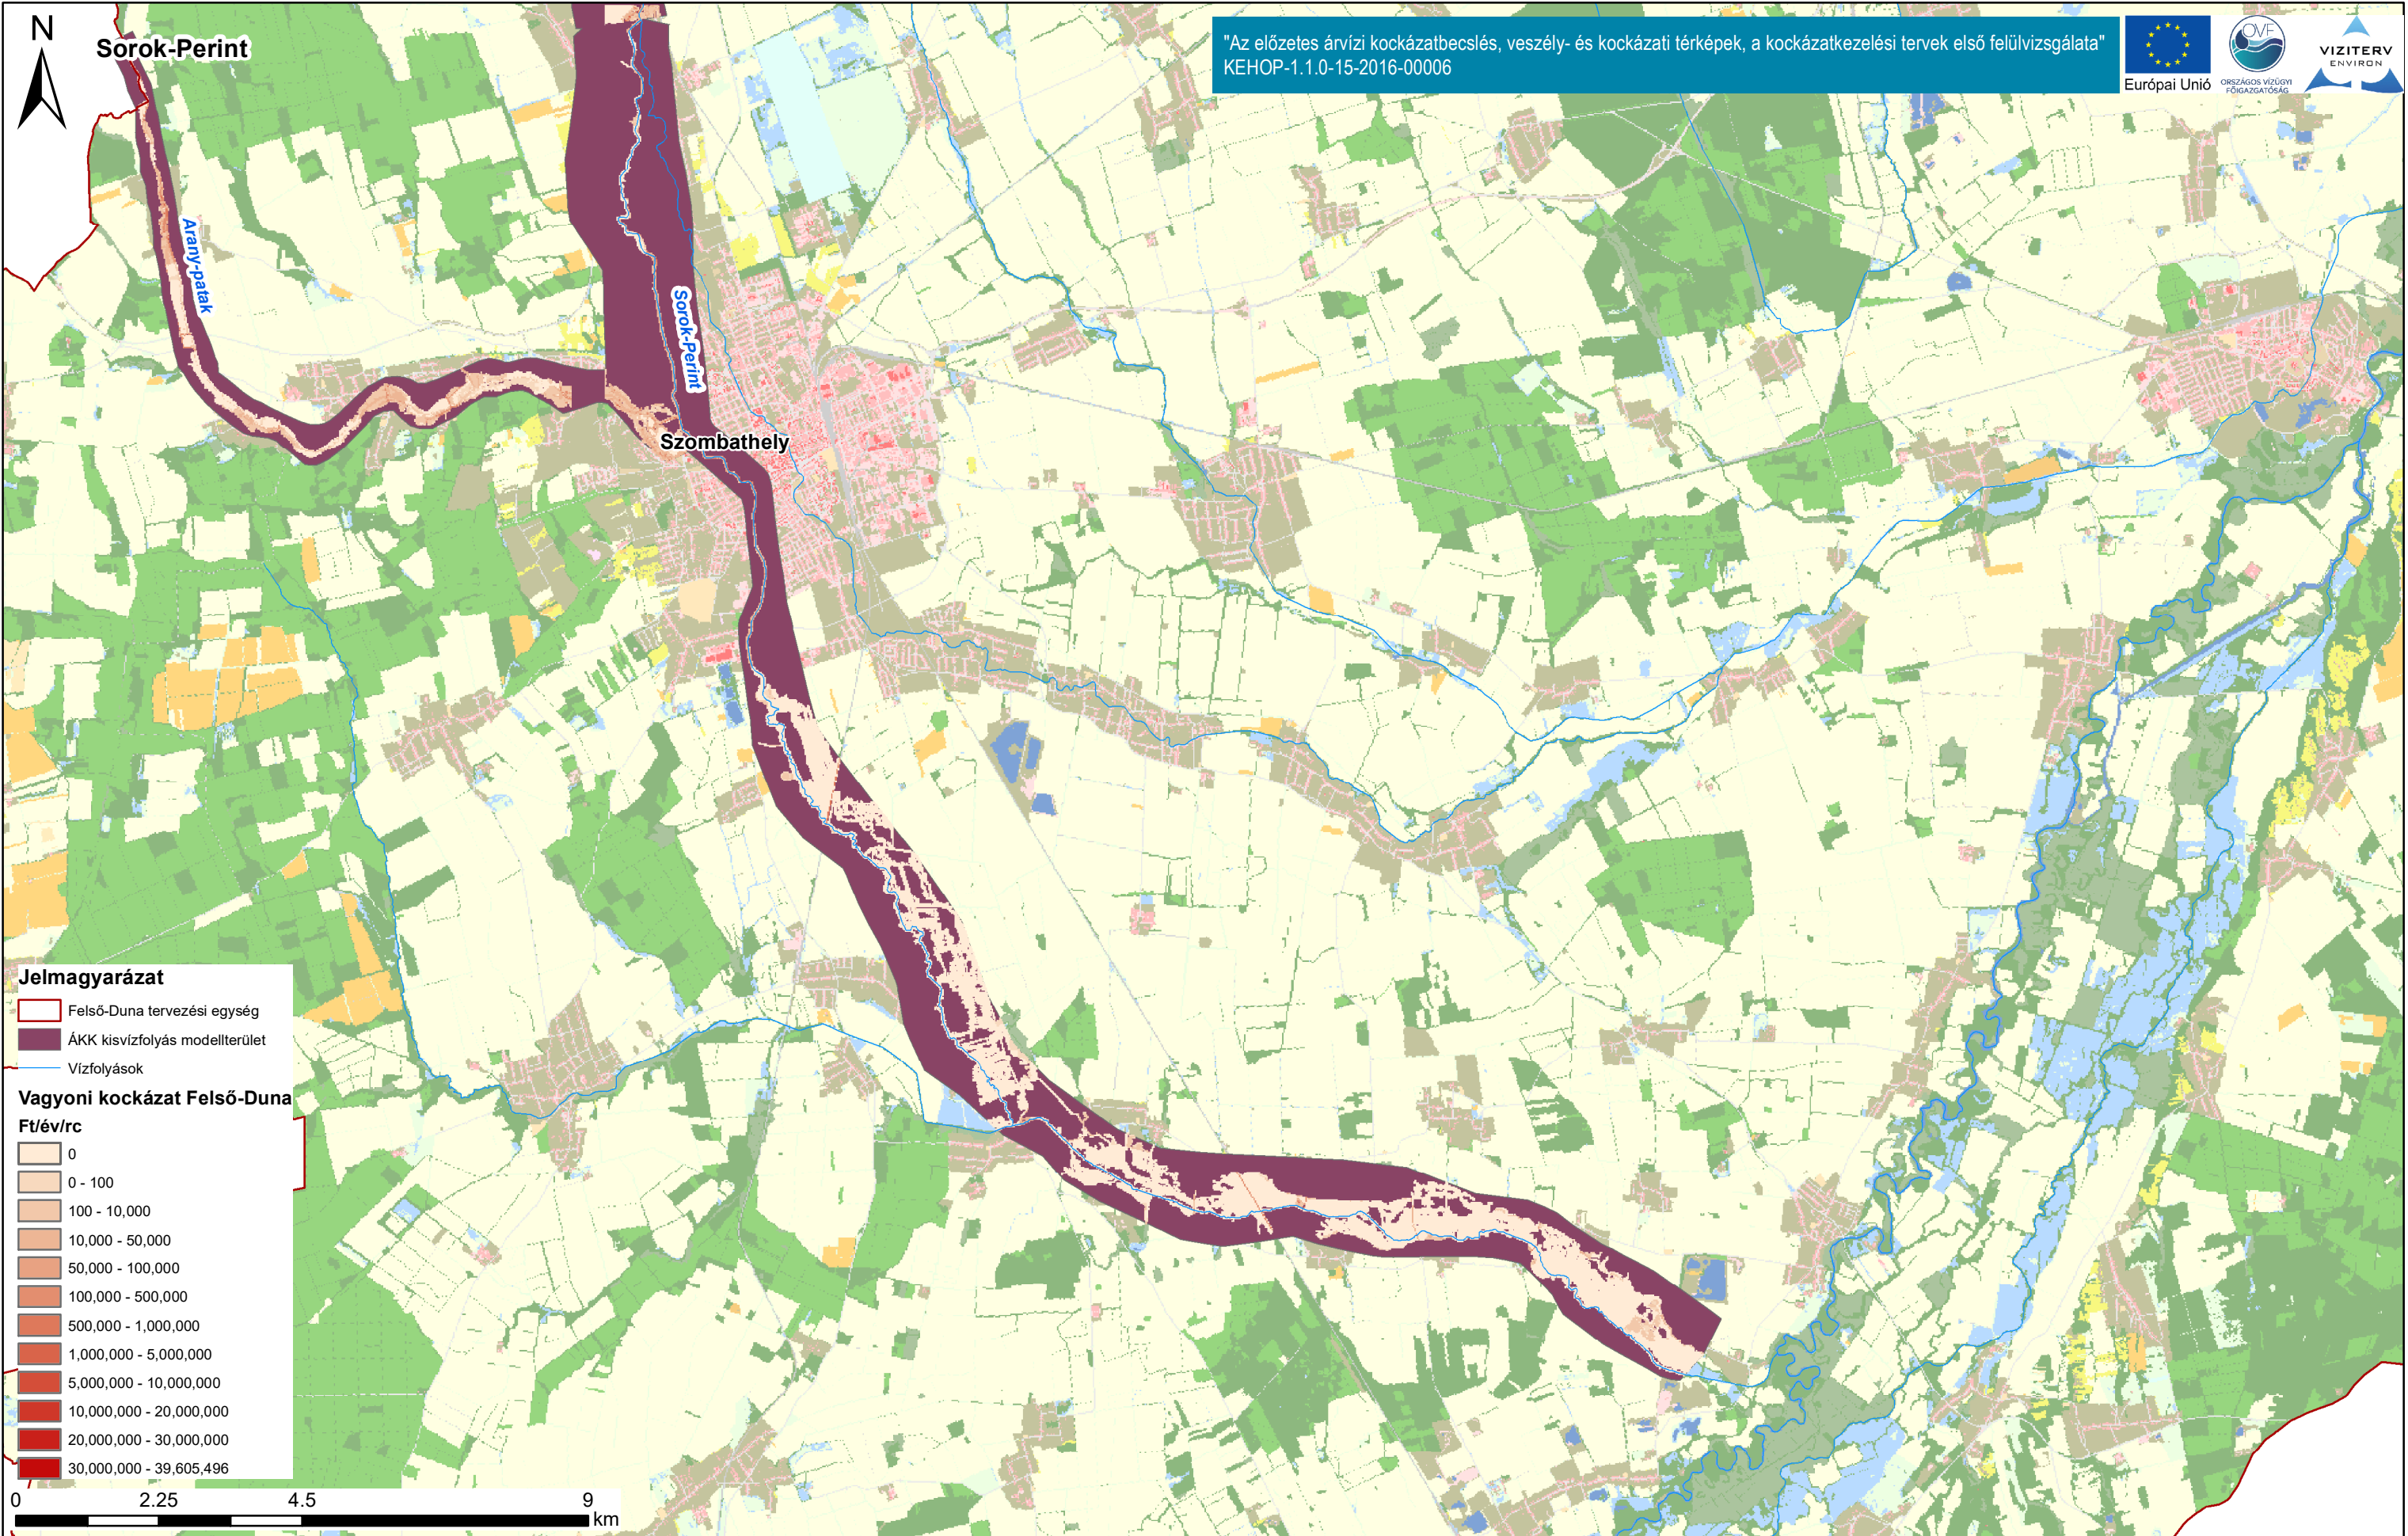 N
Sorok-Perint
"Az előzetes árvízi kockázatbecslés, veszély- és kockázati térképek, a kockázatkezelési tervek első felülvizsgálata"
KEHOP-1.1.0-15-2016-00006
Európai Unió
OVF
ORSZÁGOS VÍZÜGYI
FŐIGAZGATÓSÁG
VIZITERV
ENVIRON
Arany-patak
Sorok-Perint
Szombathely
Jelmagyarázat
Felső-Duna tervezési egység
ÁKK kisvízfolyás modellterület
Vízfolyások
Vagyoni kockázat Felső-Duna
Ft/év/rc
0
0 - 100
100 - 10,000
10,000 - 50,000
50,000 - 100,000
100,000 - 500,000
500,000 - 1,000,000
1,000,000 - 5,000,000
5,000,000 - 10,000,000
10,000,000 - 20,000,000
20,000,000 - 30,000,000
30,000,000 - 39,605,496
0 2.25 4.5 9
km